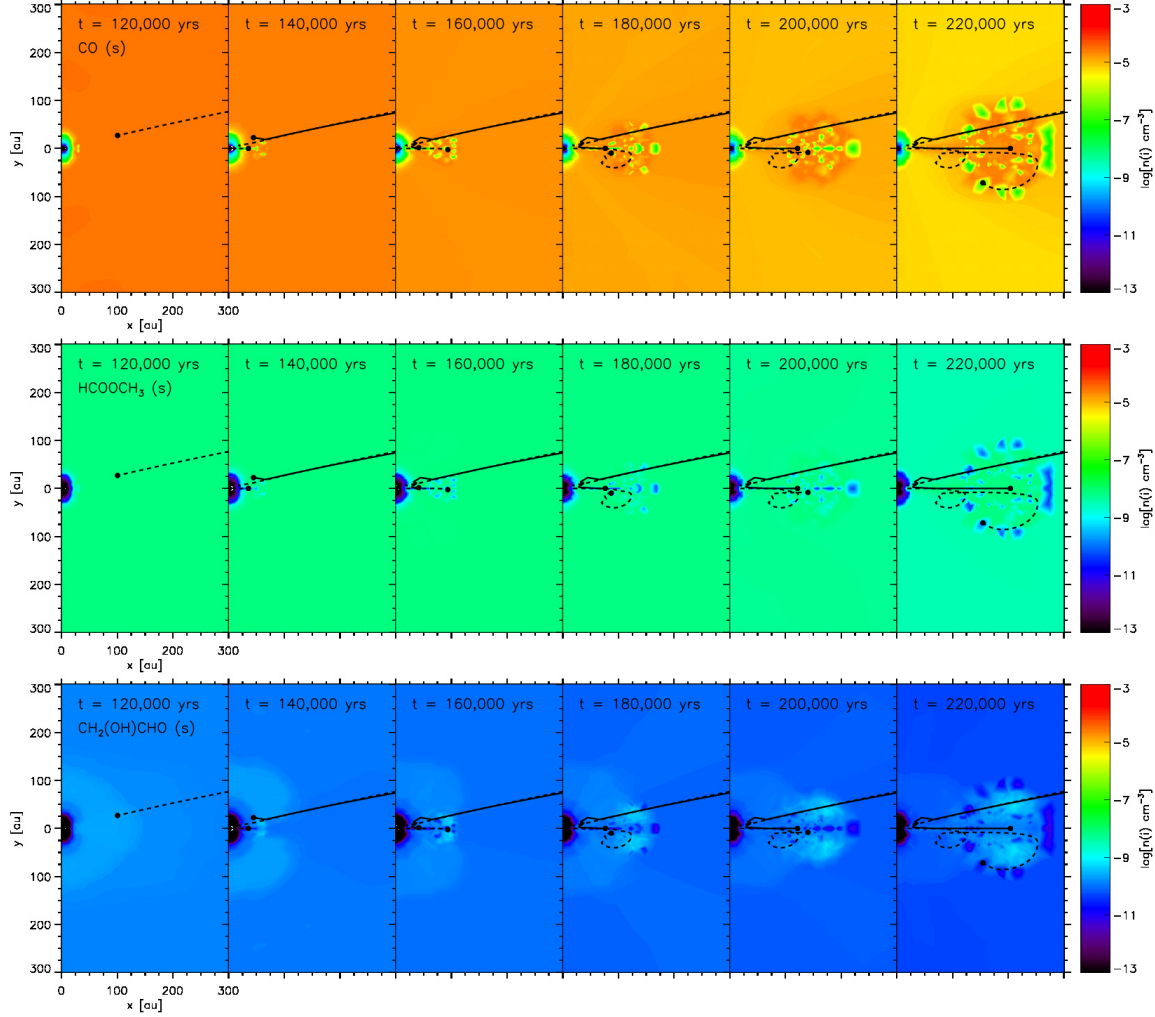 t = 120,000 yrs t = 140,000 yrs t = 160,000 yrs t = 180,000 yrs t = 200,000 yrs t = 220,000 yrs
CO (s)
300
200
100
0
100
200
300
y [au]
0 100 200 300
x [au]
-3
-5
-7
-9
-11
-13
log[n(i) cm⁻³]
t = 120,000 yrs t = 140,000 yrs t = 160,000 yrs t = 180,000 yrs t = 200,000 yrs t = 220,000 yrs
HCOOCH₃ (s)
300
200
100
0
100
200
300
y [au]
0 100 200 300
x [au]
-3
-5
-7
-9
-11
-13
log[n(i) cm⁻³]
t = 120,000 yrs t = 140,000 yrs t = 160,000 yrs t = 180,000 yrs t = 200,000 yrs t = 220,000 yrs
CH₂(OH)CHO (s)
300
200
100
0
100
200
300
y [au]
0 100 200 300
x [au]
-3
-5
-7
-9
-11
-13
log[n(i) cm⁻³]